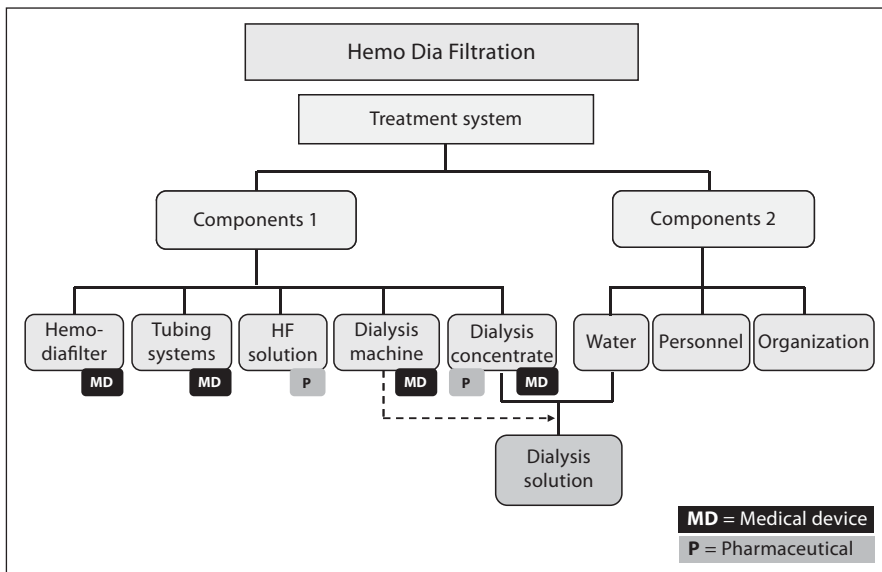 Hemo Dia Filtration
Treatment system
Components 1
Components 2
Hemo-
diafilter
MD
Tubing
systems
MD
HF
solution
P
Dialysis
machine
MD
Dialysis
concentrate
P
MD
Water
Personnel
Organization
Dialysis
solution
MD = Medical device
P = Pharmaceutical